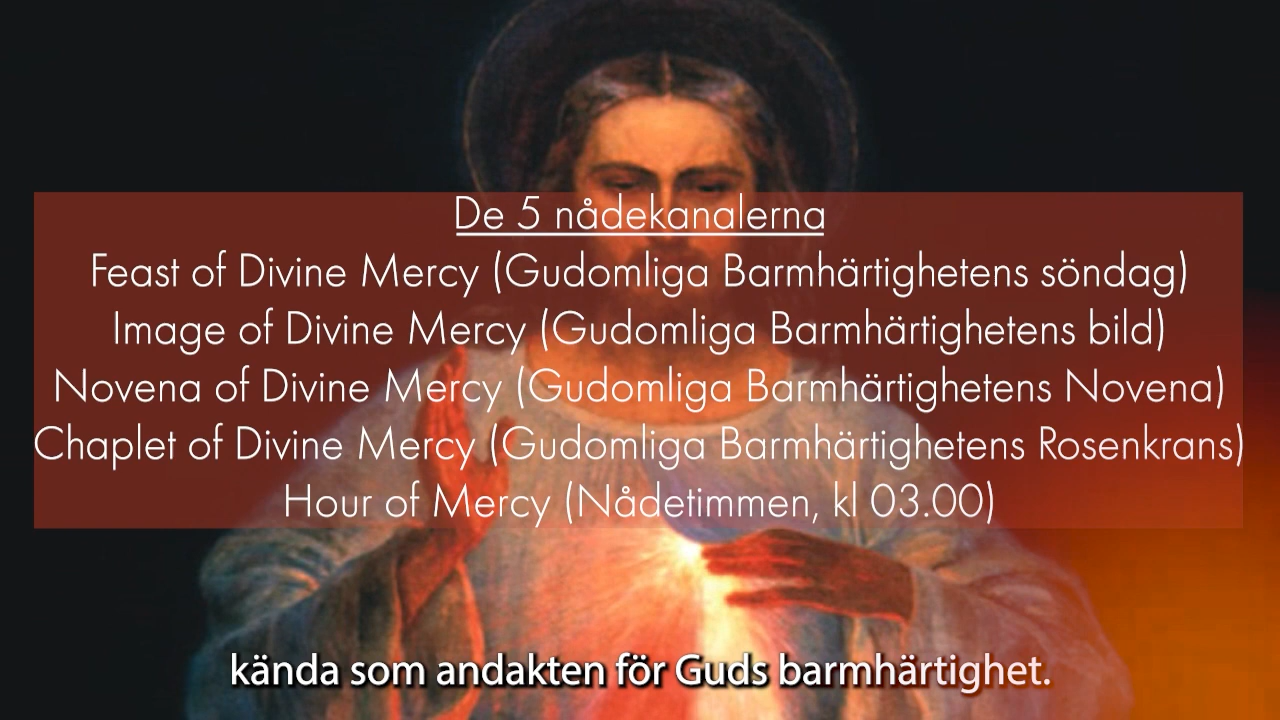 De 5 nådekanalerna
Feast of Divine Mercy (Gudomliga Barmhärtighetens söndag)
Image of Divine Mercy (Gudomliga Barmhärtighetens bild)
Novena of Divine Mercy (Gudomliga Barmhärtighetens Novena)
Chaplet of Divine Mercy (Gudomliga Barmhärtighetens Rosenkrans)
Hour of Mercy (Nådetimmen, kl 03.00)
kända som andakten för Guds barmhärtighet.